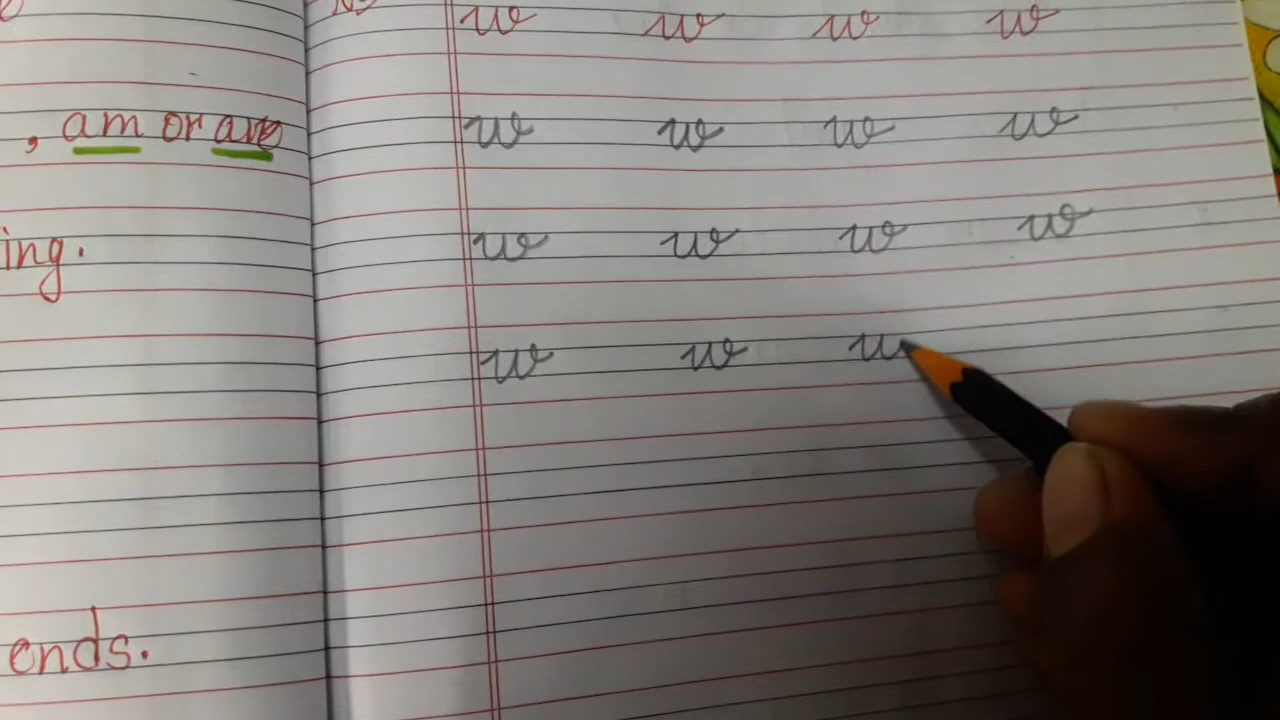 , am or are
ing.
ends.
w w w w
w w w w
w w w w
w w w